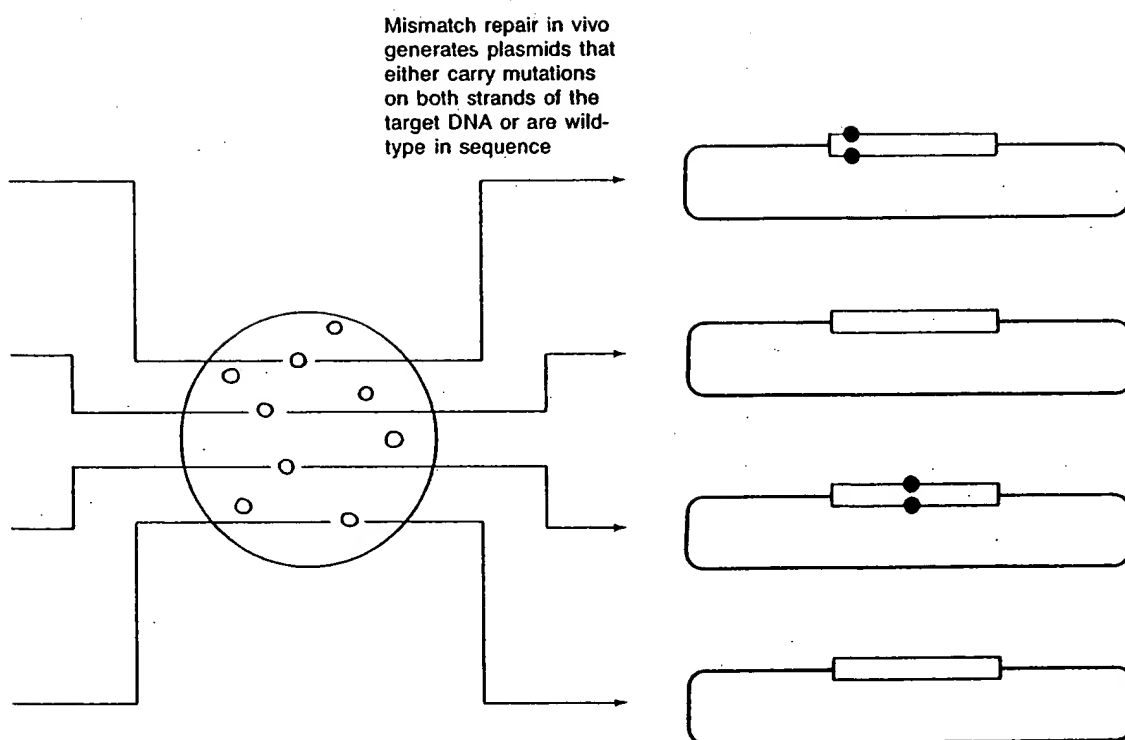 Mismatch repair in vivo
generates plasmids that
either carry mutations
on both strands of the
target DNA or are wild-
type in sequence